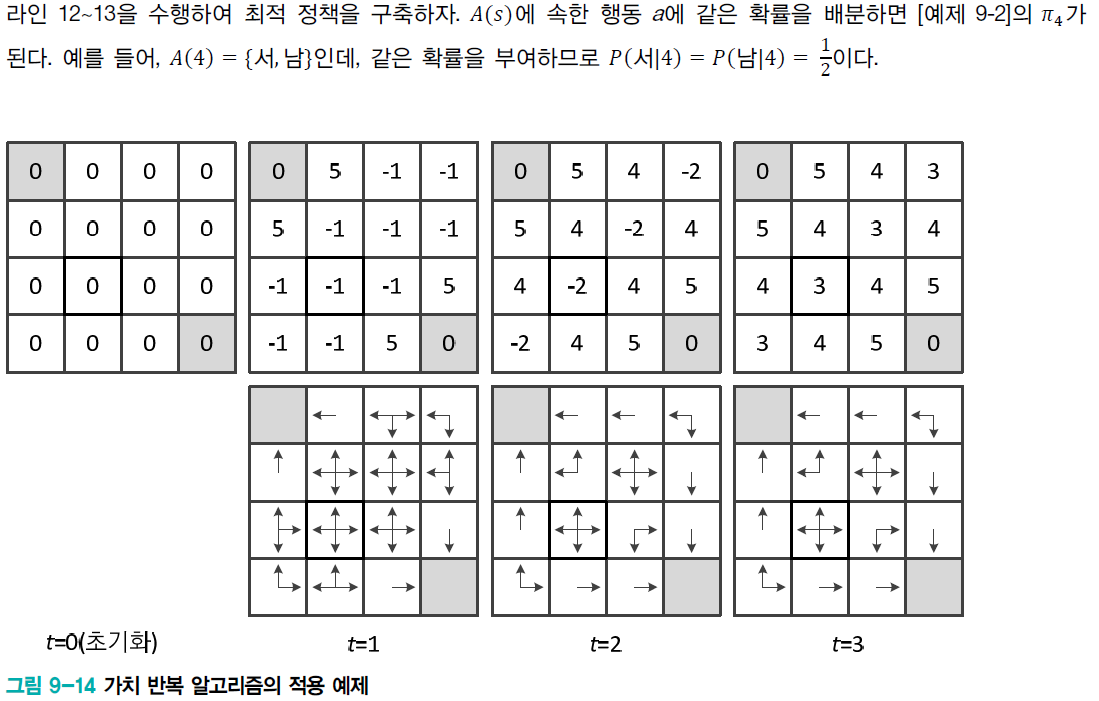 라인 12~13을 수행하여 최적 정책을 구축하자. A(s)에 속한 행동 a에 같은 확률을 배분하면 [예제 9-2]의 π₄가
된다. 예를 들어, A(4) = {서, 남}인데, 같은 확률을 부여하므로 P(서|4) = P(남|4) = 1/2이다.
0 0 0 0 0 5 -1 -1 0 5 4 -2 0 5 4 3
0 0 0 0 5 -1 -1 -1 5 4 -2 4 5 4 3 4
0 0 0 0 -1 -1 -1 5 4 -2 4 5 4 3 4 5
0 0 0 0 -1 -1 5 0 -2 4 5 0 3 4 5 0
t=0(초기화) t=1 t=2 t=3
그림 9-14 가치 반복 알고리즘의 적용 예제